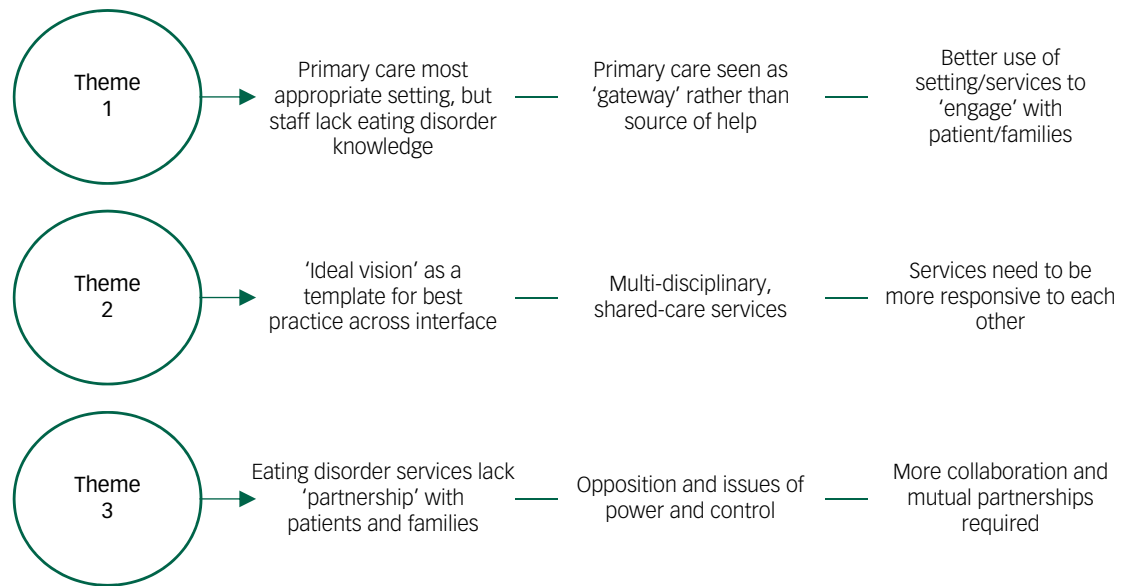 Theme
1
Primary care most
appropriate setting, but
staff lack eating disorder
knowledge
Primary care seen as
‘gateway’ rather than
source of help
Better use of
setting/services to
‘engage’ with
patient/families
Theme
2
‘Ideal vision’ as a
template for best
practice across interface
Multi-disciplinary,
shared-care services
Services need to be
more responsive to each
other
Theme
3
Eating disorder services lack
‘partnership’ with
patients and families
Opposition and issues of
power and control
More collaboration and
mutual partnerships
required